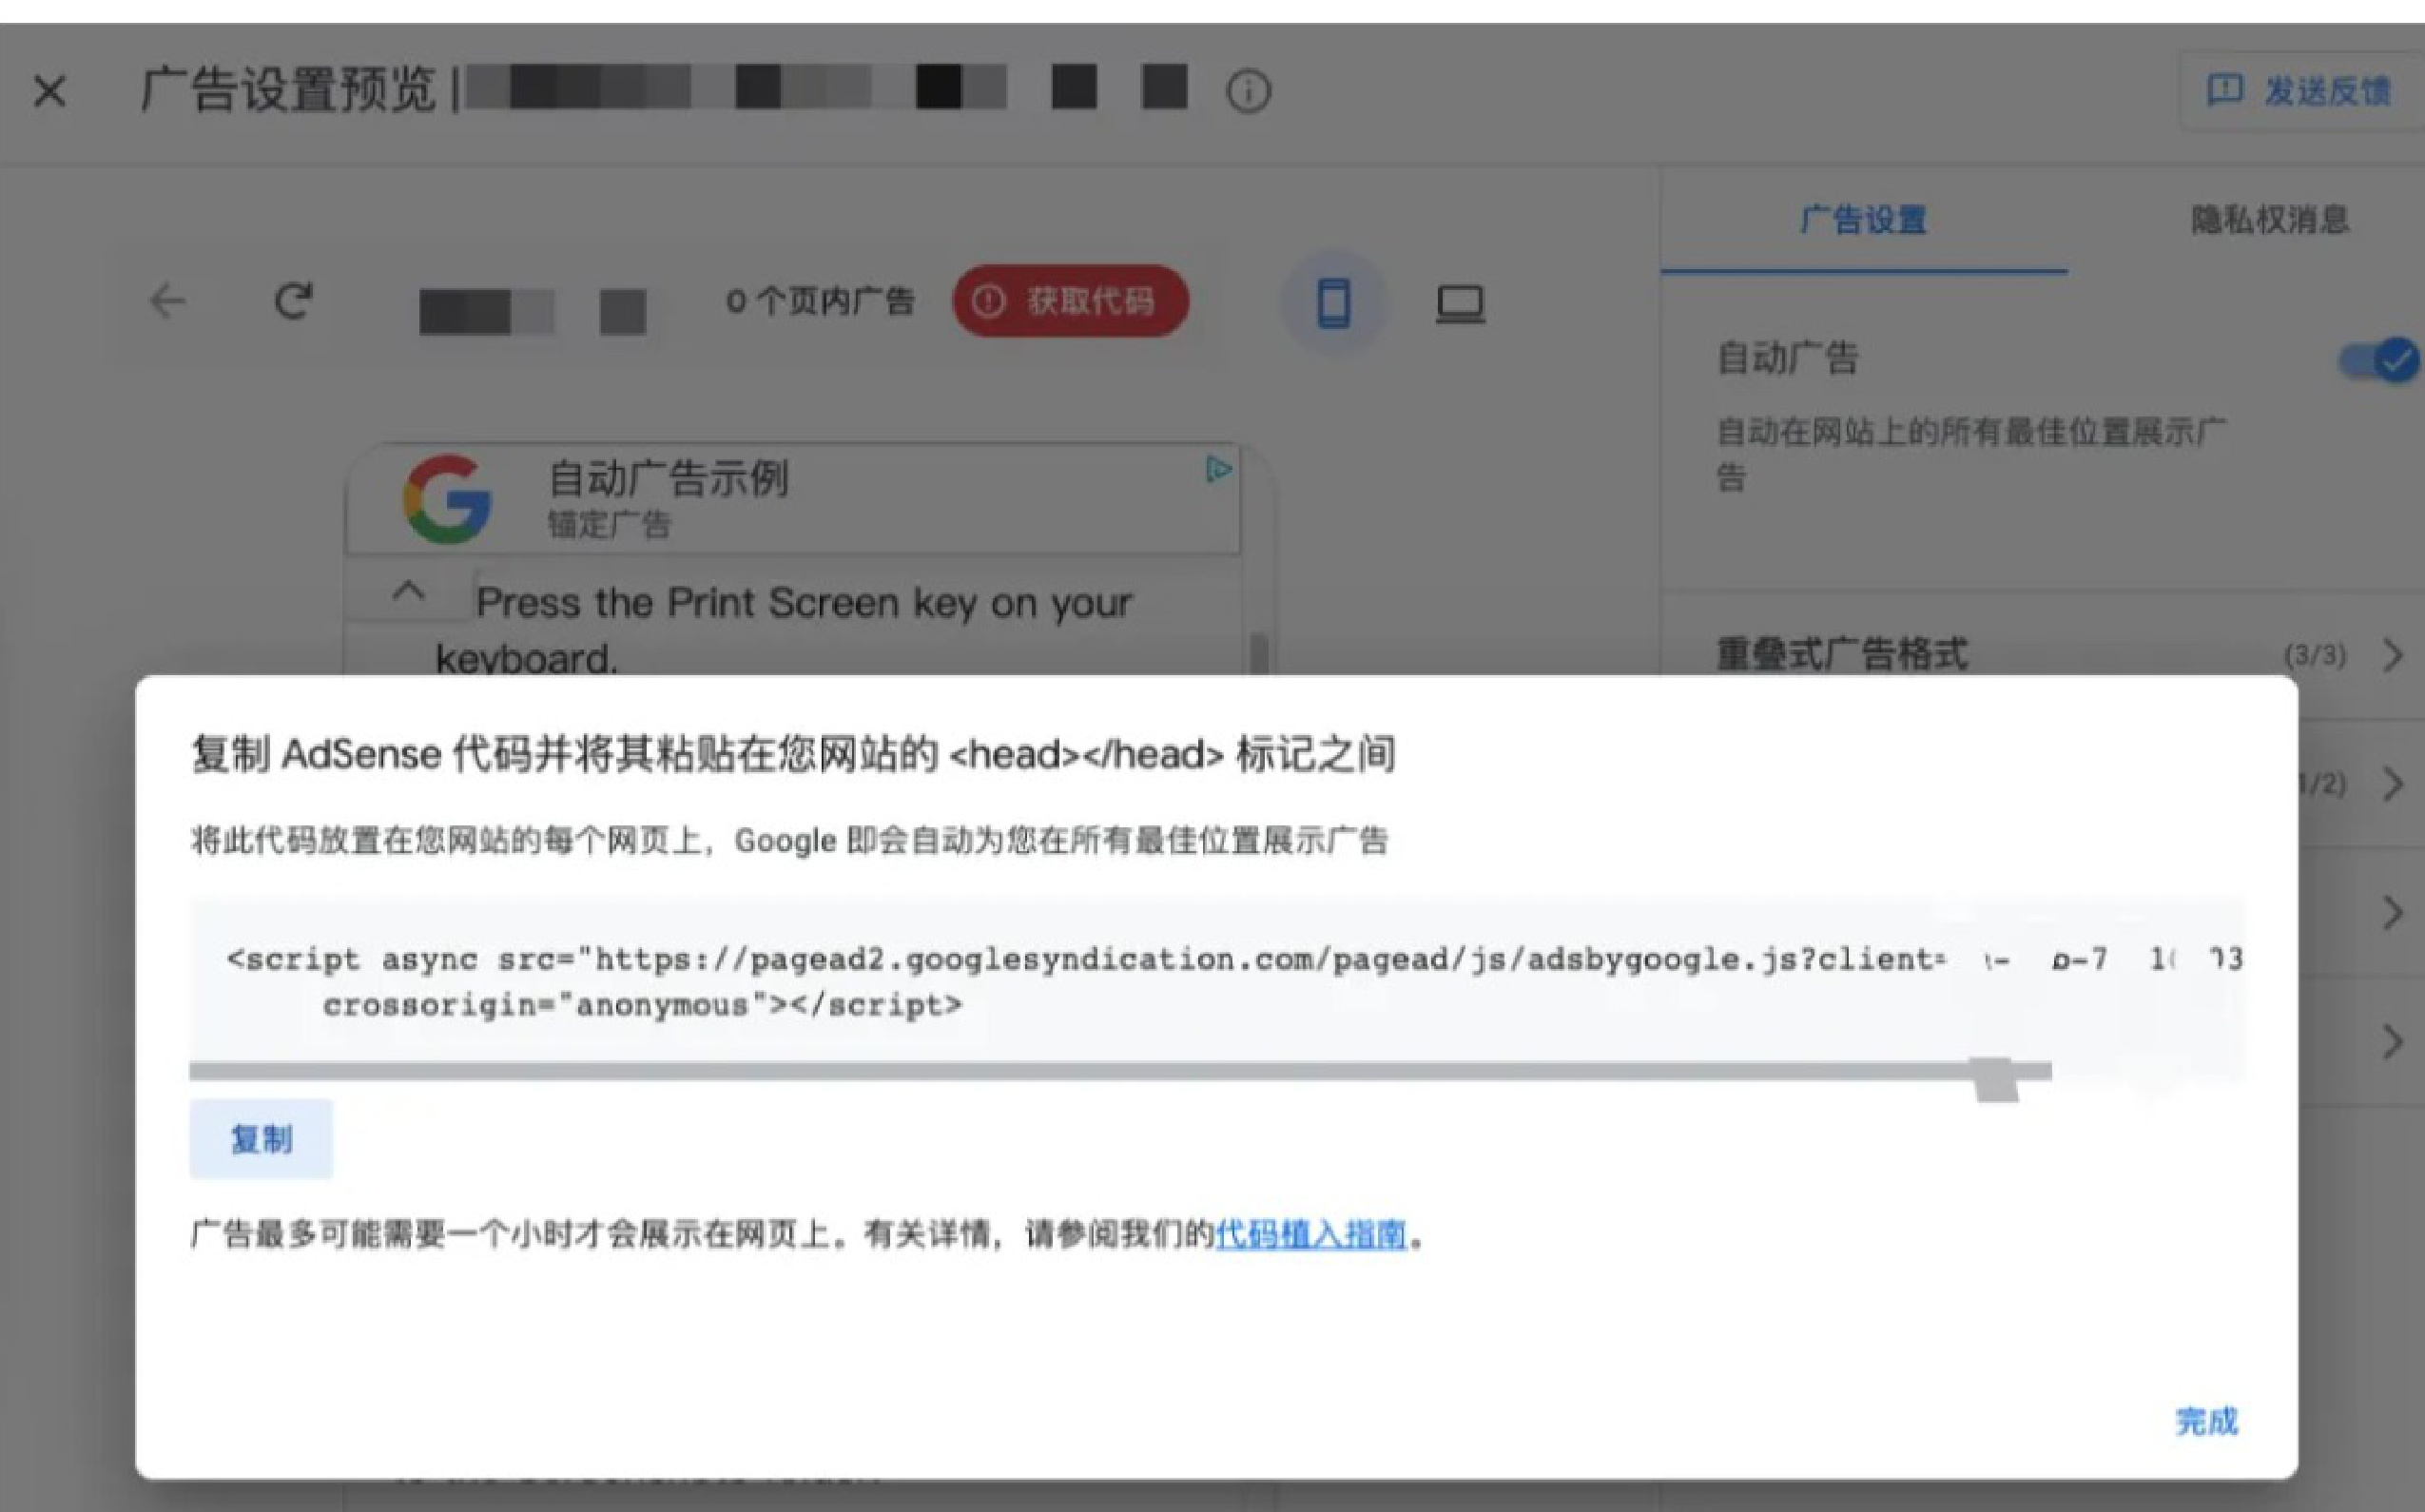 广告设置预览 |
发送反馈
广告设置
隐私权消息
0 个页内广告
获取代码
自动广告
自动在网站上的所有最佳位置展示广
告
自动广告示例
锚定广告
Press the Print Screen key on your
keyboard.
重叠式广告格式
(3/3)
复制 AdSense 代码并将其粘贴在您网站的 <head></head> 标记之间
将此代码放置在您网站的每个网页上，Google 即会自动为您在所有最佳位置展示广告
/2)
<script async src="https://pagead2.googlesyndication.com/pagead/js/adsbygoogle.js?client=
crossorigin="anonymous"></script>
复制
广告最多可能需要一个小时才会展示在网页上。有关详情，请参阅我们的代码植入指南。
完成